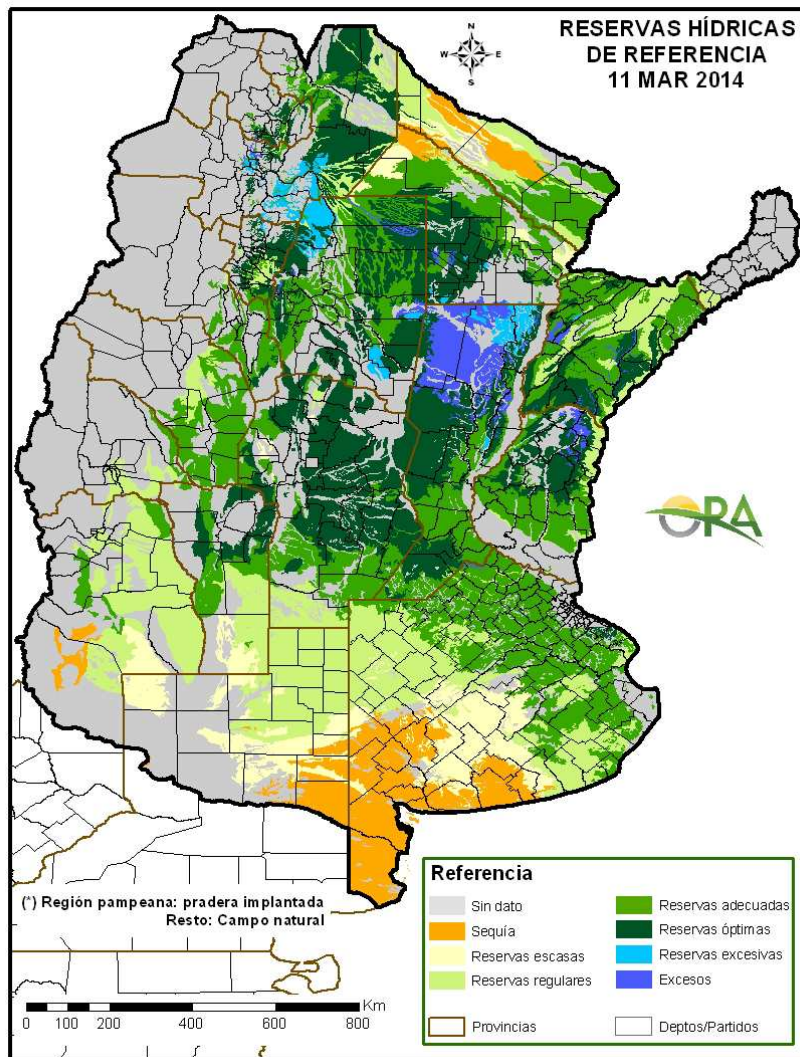 RESERVAS HÍDRICAS
DE REFERENCIA
11 MAR 2014
N
W
E
S
ORA
(*) Región pampeana: pradera implantada
Resto: Campo natural
Referencia
Sin dato
Sequía
Reservas escasas
Reservas regulares
Reservas adecuadas
Reservas óptimas
Reservas excesivas
Excesos
Provincias
Deptos/Partidos
Km
0 100 200 400 600 800